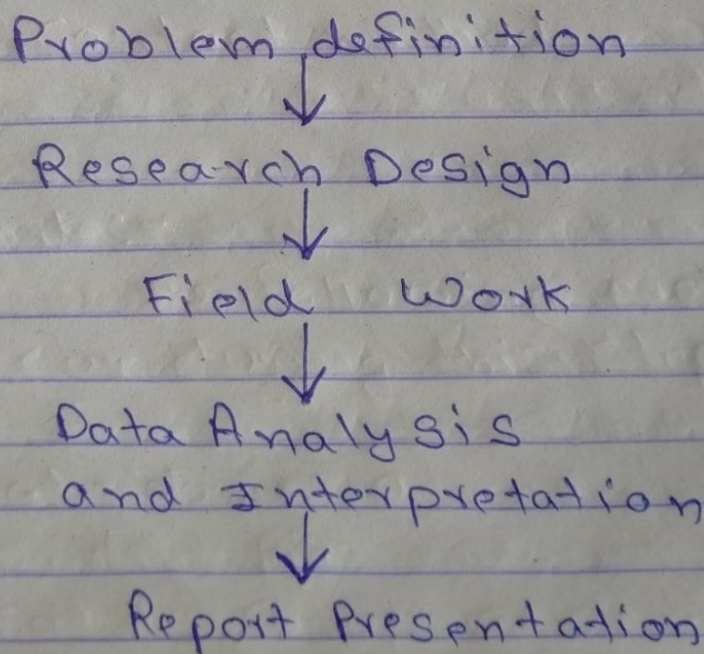 Problem definition
Research Design
Field Work
Data Analysis
and Interpretation
Report Presentation